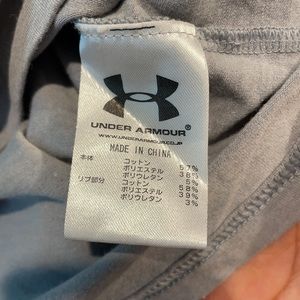 UNDER ARMOUR®
WWW.UNDERARMOUR.CO.JP
MADE IN CHINA
本体 コットン 57%
ポリエステル 38%
ポリウレタン 5%
リブ部分 コットン 58%
ポリエステル 39%
ポリウレタン 3%